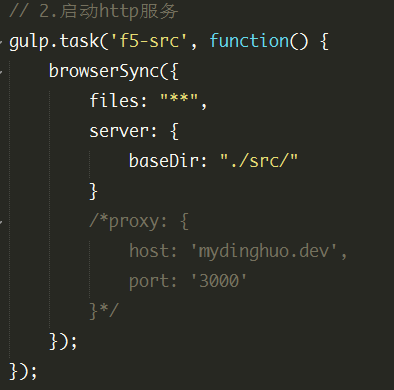 // 2.启动http服务
gulp.task('f5-src', function() {
    browserSync({
        files: "**",
        server: {
            baseDir: "./src/"
        }
        /*proxy: {
            host: 'mydinghuo.dev',
            port: '3000'
        }*/
    });
});